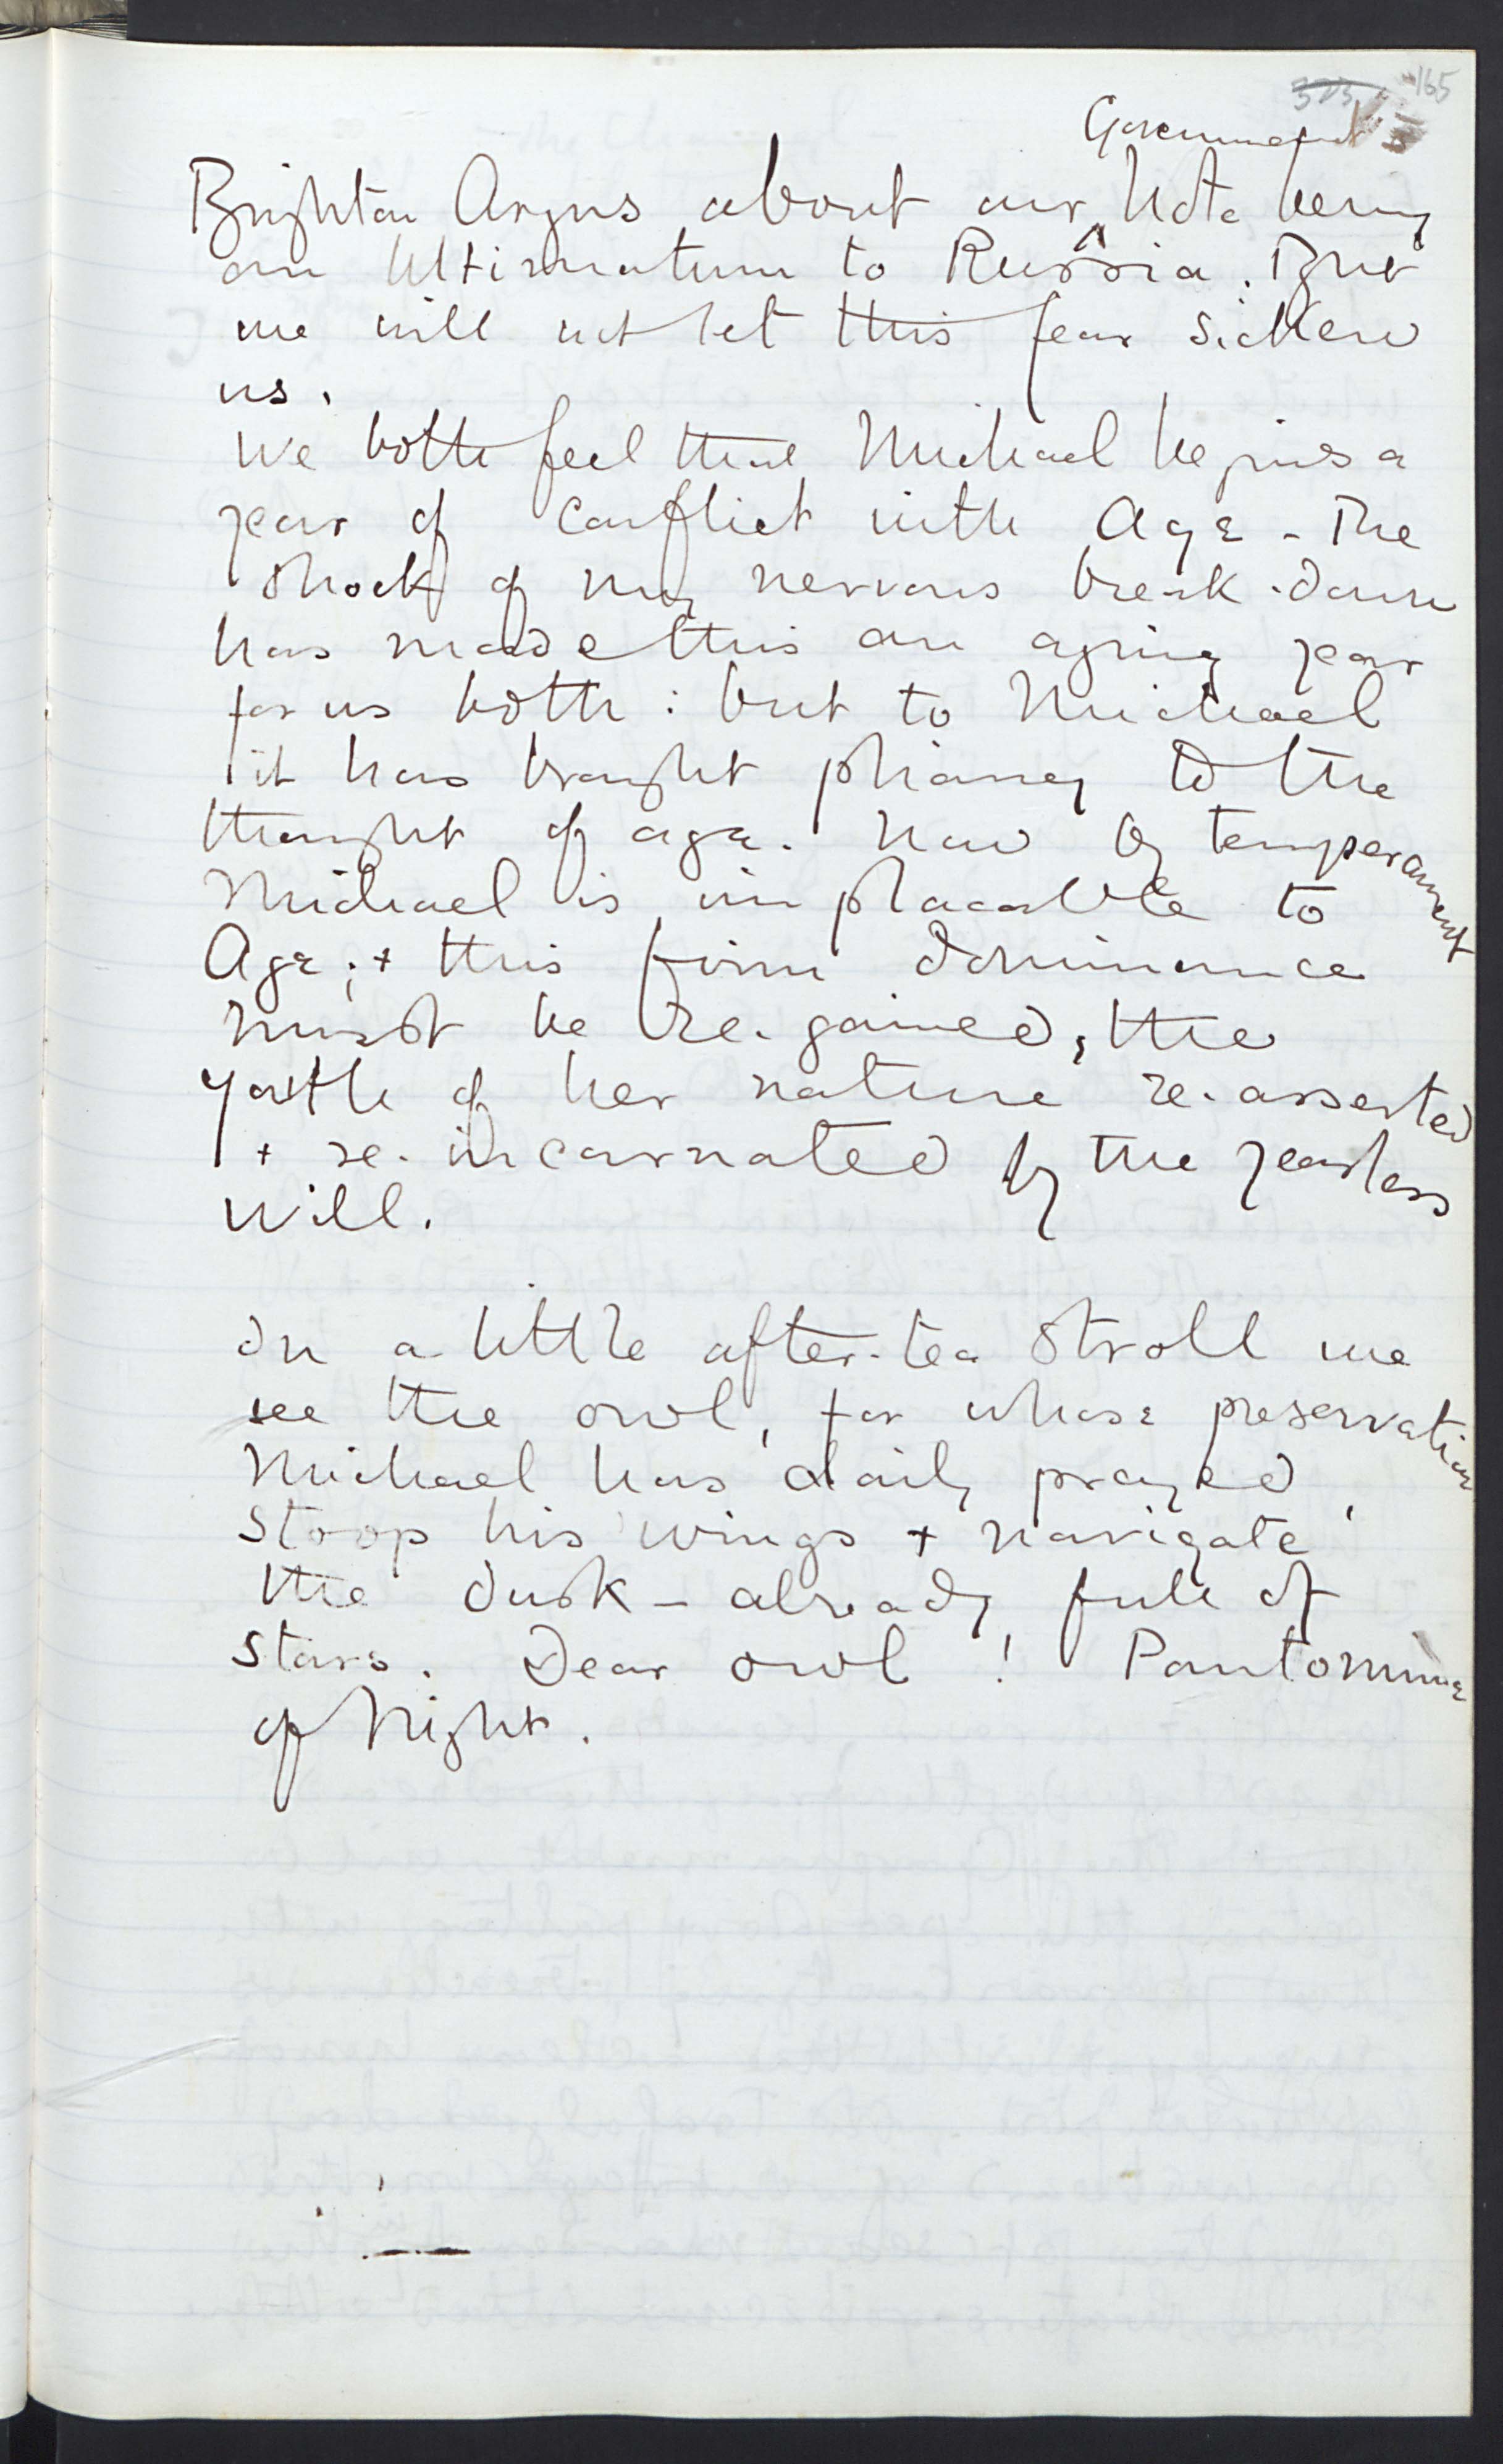 373 165
Government
Brighton Argus about our ^ Note being
an Ultimatum to Russia. But
we will not let this fear sicken
us.
We both feel that Michael begins a
year of conflict with Age - The
shock of my nervous break-down
has made this an aging year
for us both : but to Michael
it has brought to the
thought of age. Now by temperament
Michael is implacable to
Age ; + this firm dominance
must be re-gained, the
youth of her nature re-asserted
+ re-incarnated by the yearless
will.
In a little after-tea stroll we
see the owl, for whose preservation
Michael has daily prayed,
stoop his wings + navigate
the dusk - already full of
stars. Dear owl ! Pantomime
of Night.